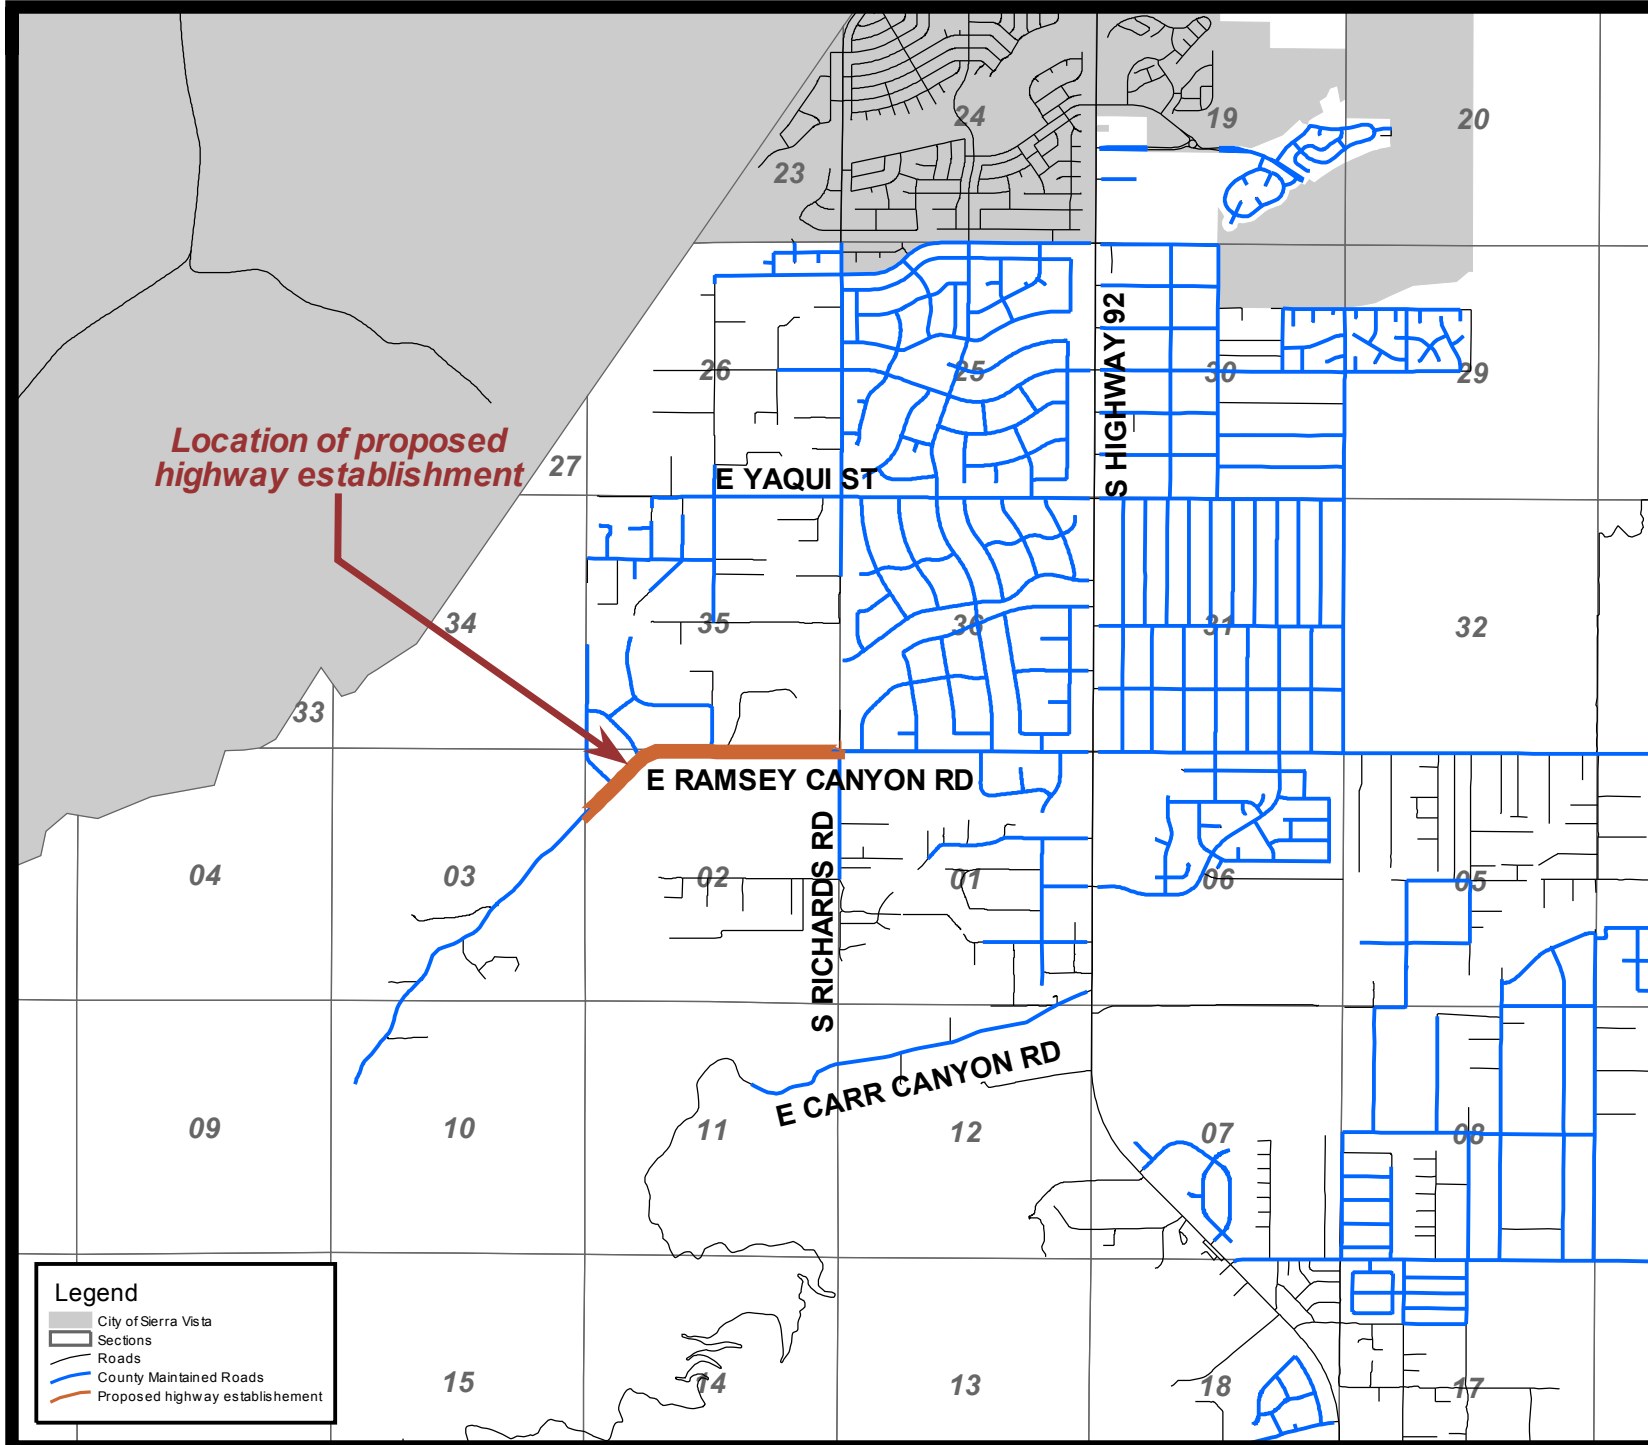 24
19
20
23
26
25
30
29
S HIGHWAY 92
Location of proposed
highway establishment
27
E YAQUI ST
34
35
36
31
32
33
E RAMSEY CANYON RD
S RICHARDS RD
04
03
02
01
06
05
E CARR CANYON RD
09
10
11
12
07
08
15
14
13
18
17
Legend
City of Sierra Vista
Sections
Roads
County Maintained Roads
Proposed highway establishement